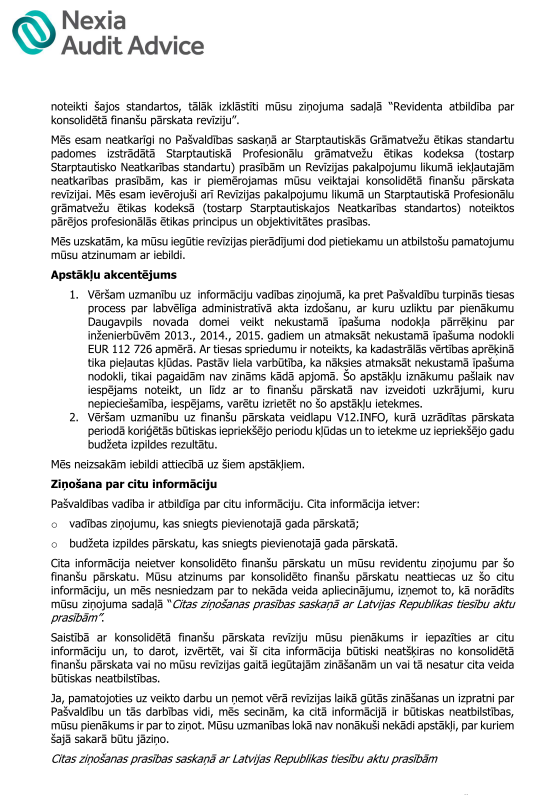 Nexia
Audit Advice
noteikti šajos standartos, tālāk izklāstīti mūsu ziņojuma sadaļā “Revidenta atbildība par
konsolidētā finanšu pārskata revīziju”.
Mēs esam neatkarīgi no Pašvaldības saskaņā ar Starptautiskās Grāmatvežu ētikas standartu
padomes izstrādātā Starptautiskā Profesionālu grāmatvežu ētikas kodeksa (tostarp
Starptautisko Neatkarības standartu) prasībām un Revīzijas pakalpojumu likumā iekļautajām
neatkarības prasībām, kas ir piemērojamas mūsu veiktajai konsolidētā finanšu pārskata
revīzijai. Mēs esam ievērojuši arī Revīzijas pakalpojumu likumā un Starptautiskā Profesionālu
grāmatvežu ētikas kodeksā (tostarp Starptautiskajos Neatkarības standartos) noteiktos
pārējos profesionālās ētikas principus un objektivitātes prasības.
Mēs uzskatām, ka mūsu iegūtie revīzijas pierādījumi dod pietiekamu un atbilstošu pamatojumu
mūsu atzinumam ar iebildi.
Apstākļu akcentējums
1. Vēršam uzmanību uz informāciju vadības ziņojumā, ka pret Pašvaldību turpinās tiesas
process par labvēlīga administratīvā akta izdošanu, ar kuru uzliktu par pienākumu
Daugavpils novada domei veikt nekustamā īpašuma nodokļa pārrēķinu par
inženierbūvēm 2013., 2014., 2015. gadiem un atmaksāt nekustamā īpašuma nodokli
EUR 112 726 apmērā. Ar tiesas spriedumu ir noteikts, ka kadastrālās vērtības aprēķinā
tika pieļautas kļūdas. Pastāv liela varbūtība, ka nāksies atmaksāt nekustamā īpašuma
nodokli, tikai pagaidām nav zināms kādā apjomā. Šo apstākļu iznākumu pašlaik nav
iespējams noteikt, un līdz ar to finanšu pārskatā nav izveidoti uzkrājumi, kuru
nepieciešamība, iespējams, varētu izrietēt no šo apstākļu ietekmes.
2. Vēršam uzmanību uz finanšu pārskata veidlapu V12.INFO, kurā uzrādītas pārskata
periodā koriģētās būtiskas iepriekšējo periodu kļūdas un to ietekme uz iepriekšējo gadu
budžeta izpildes rezultātu.
Mēs neizsakām iebildi attiecībā uz šiem apstākļiem.
Ziņošana par citu informāciju
Pašvaldības vadība ir atbildīga par citu informāciju. Cita informācija ietver:
o vadības ziņojumu, kas sniegts pievienotajā gada pārskatā;
o budžeta izpildes pārskatu, kas sniegts pievienotajā gada pārskatā.
Cita informācija neietver konsolidēto finanšu pārskatu un mūsu revidentu ziņojumu par šo
finanšu pārskatu. Mūsu atzinums par konsolidēto finanšu pārskatu neattiecas uz šo citu
informāciju, un mēs nesniedzam par to nekāda veida apliecinājumu, izņemot to, kā norādīts
mūsu ziņojuma sadaļā “Citas ziņošanas prasības saskaņā ar Latvijas Republikas tiesību aktu
prasībām”.
Saistībā ar konsolidētā finanšu pārskata revīziju mūsu pienākums ir iepazīties ar citu
informāciju un, to darot, izvērtēt, vai šī cita informācija būtiski neatšķiras no konsolidētā
finanšu pārskata vai no mūsu revīzijas gaitā iegūtajām zināšanām un vai tā nesatur cita veida
būtiskas neatbilstības.
Ja, pamatojoties uz veikto darbu un ņemot vērā revīzijas laikā gūtās zināšanas un izpratni par
Pašvaldību un tās darbības vidi, mēs secinām, ka citā informācijā ir būtiskas neatbilstības,
mūsu pienākums ir par to ziņot. Mūsu uzmanības lokā nav nonākuši nekādi apstākļi, par kuriem
šajā sakarā būtu jāziņo.
Citas ziņošanas prasības saskaņā ar Latvijas Republikas tiesību aktu prasībām